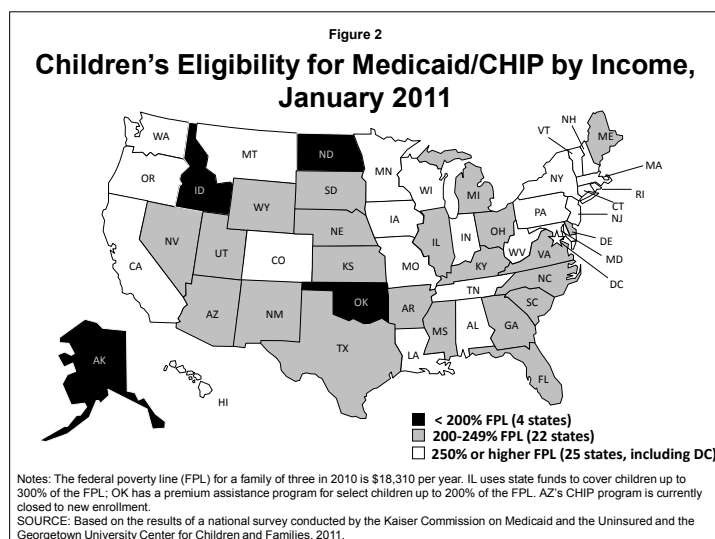 Figure 2
Children's Eligibility for Medicaid/CHIP by Income,
January 2011
WA
OR
CA
ID
NV
MT
WY
UT
AZ
CO
NM
ND
SD
NE
KS
OK
TX
MN
IA
MO
AR
LA
WI
IL
MS
MI
IN
KY
TN
AL
OH
WV
VA
NC
SC
GA
FL
PA
NY
VT
NH
ME
MA
RI
CT
NJ
DE
MD
DC
AK
HI
< 200% FPL (4 states)
200-249% FPL (22 states)
250% or higher FPL (25 states, including DC)
Notes: The federal poverty line (FPL) for a family of three in 2010 is $18,310 per year. IL uses state funds to cover children up to
300% of the FPL; OK has a premium assistance program for select children up to 200% of the FPL. AZ's CHIP program is currently
closed to new enrollment.
SOURCE: Based on the results of a national survey conducted by the Kaiser Commission on Medicaid and the Uninsured and the
Georgetown University Center for Children and Families, 2011.